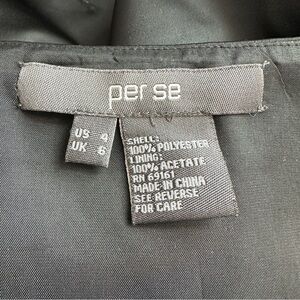 per se
US 4
UK 6
SHELL:
100% POLYESTER
LINING:
100% ACETATE
RN 69161
MADE IN CHINA
SEE REVERSE
FOR CARE